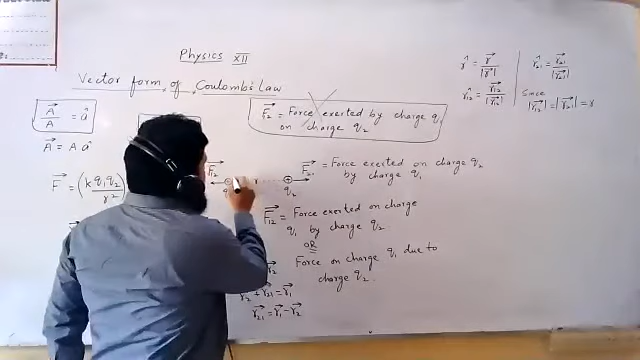 Physics XII
Vector form of Coulomb's Law
A⃗/A = â
A⃗ = A â
F⃗ = (k q₁q₂/r²)
F⃗₂ = Force exerted by charge q₁
on charge q₂
F⃗₁₂
F⃗₂₁ = Force exerted on charge q₂
by charge q₁
q₂
F⃗₁₂ = Force exerted on charge
q₁ by charge q₂
OR
Force on charge q₁ due to
charge q₂
r⃗₂ + r⃗₂₁ = r⃗₁
r⃗₂₁ = r⃗₁ − r⃗₂
r̂ = r⃗/|r⃗|
r̂₁₂ = r⃗₁₂/|r⃗₁₂|
r̂₂₁ = r⃗₂₁/|r⃗₂₁|
Since
|r⃗₁₂| = |r⃗₂₁| = r